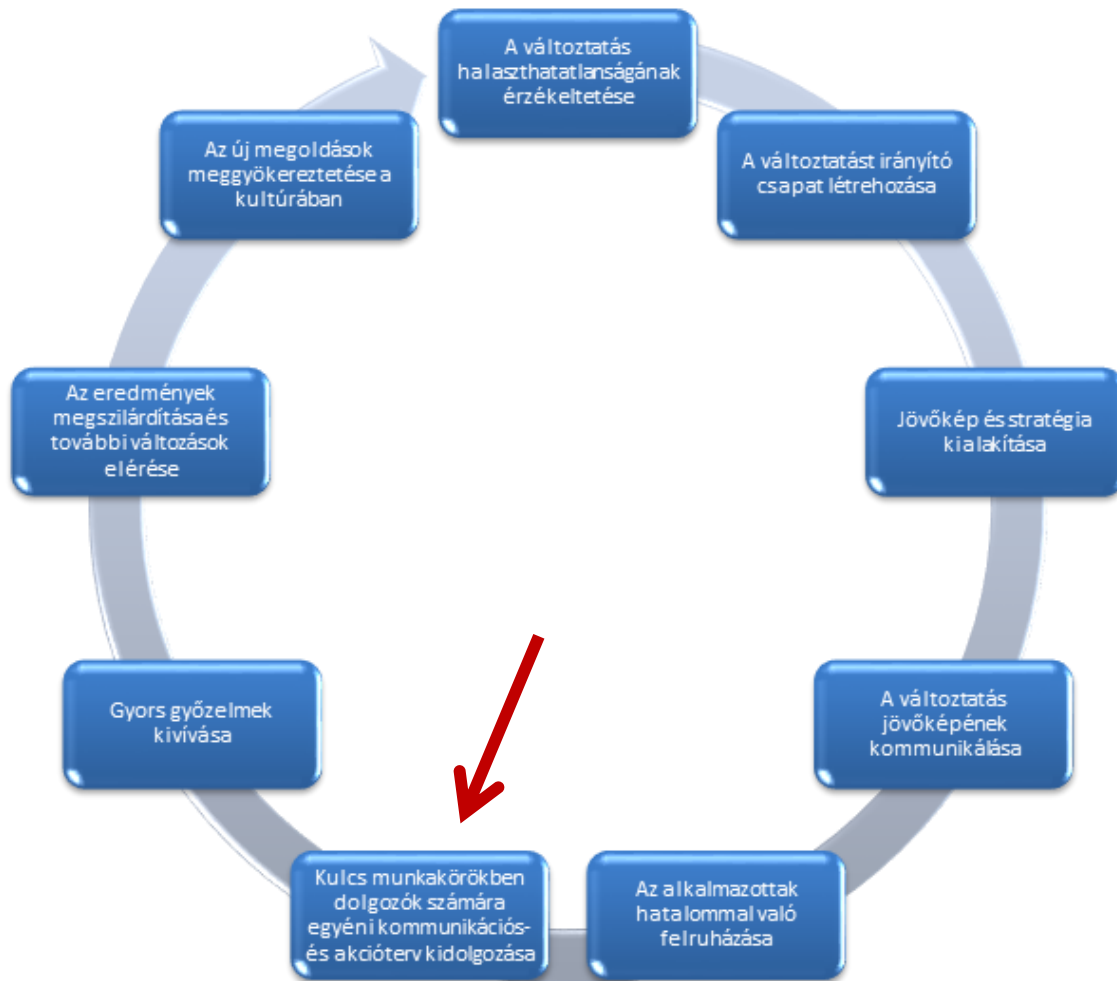 A változtatás
halaszthatatlanságának
érzékeltetése
A változtatást irányító
csapat létrehozása
Jövőkép és stratégia
kialakítása
A változtatás
jövőképének
kommunikálása
Az alkalmazottak
hatalommal való
felruházása
Kulcs munkakörökben
dolgozók számára
egyéni kommunikációs-
és akcióterv kidolgozása
Gyors győzelmek
kivívása
Az eredmények
megszilárdítása és
további változások
elérése
Az új megoldások
meggyökereztetése a
kultúrában